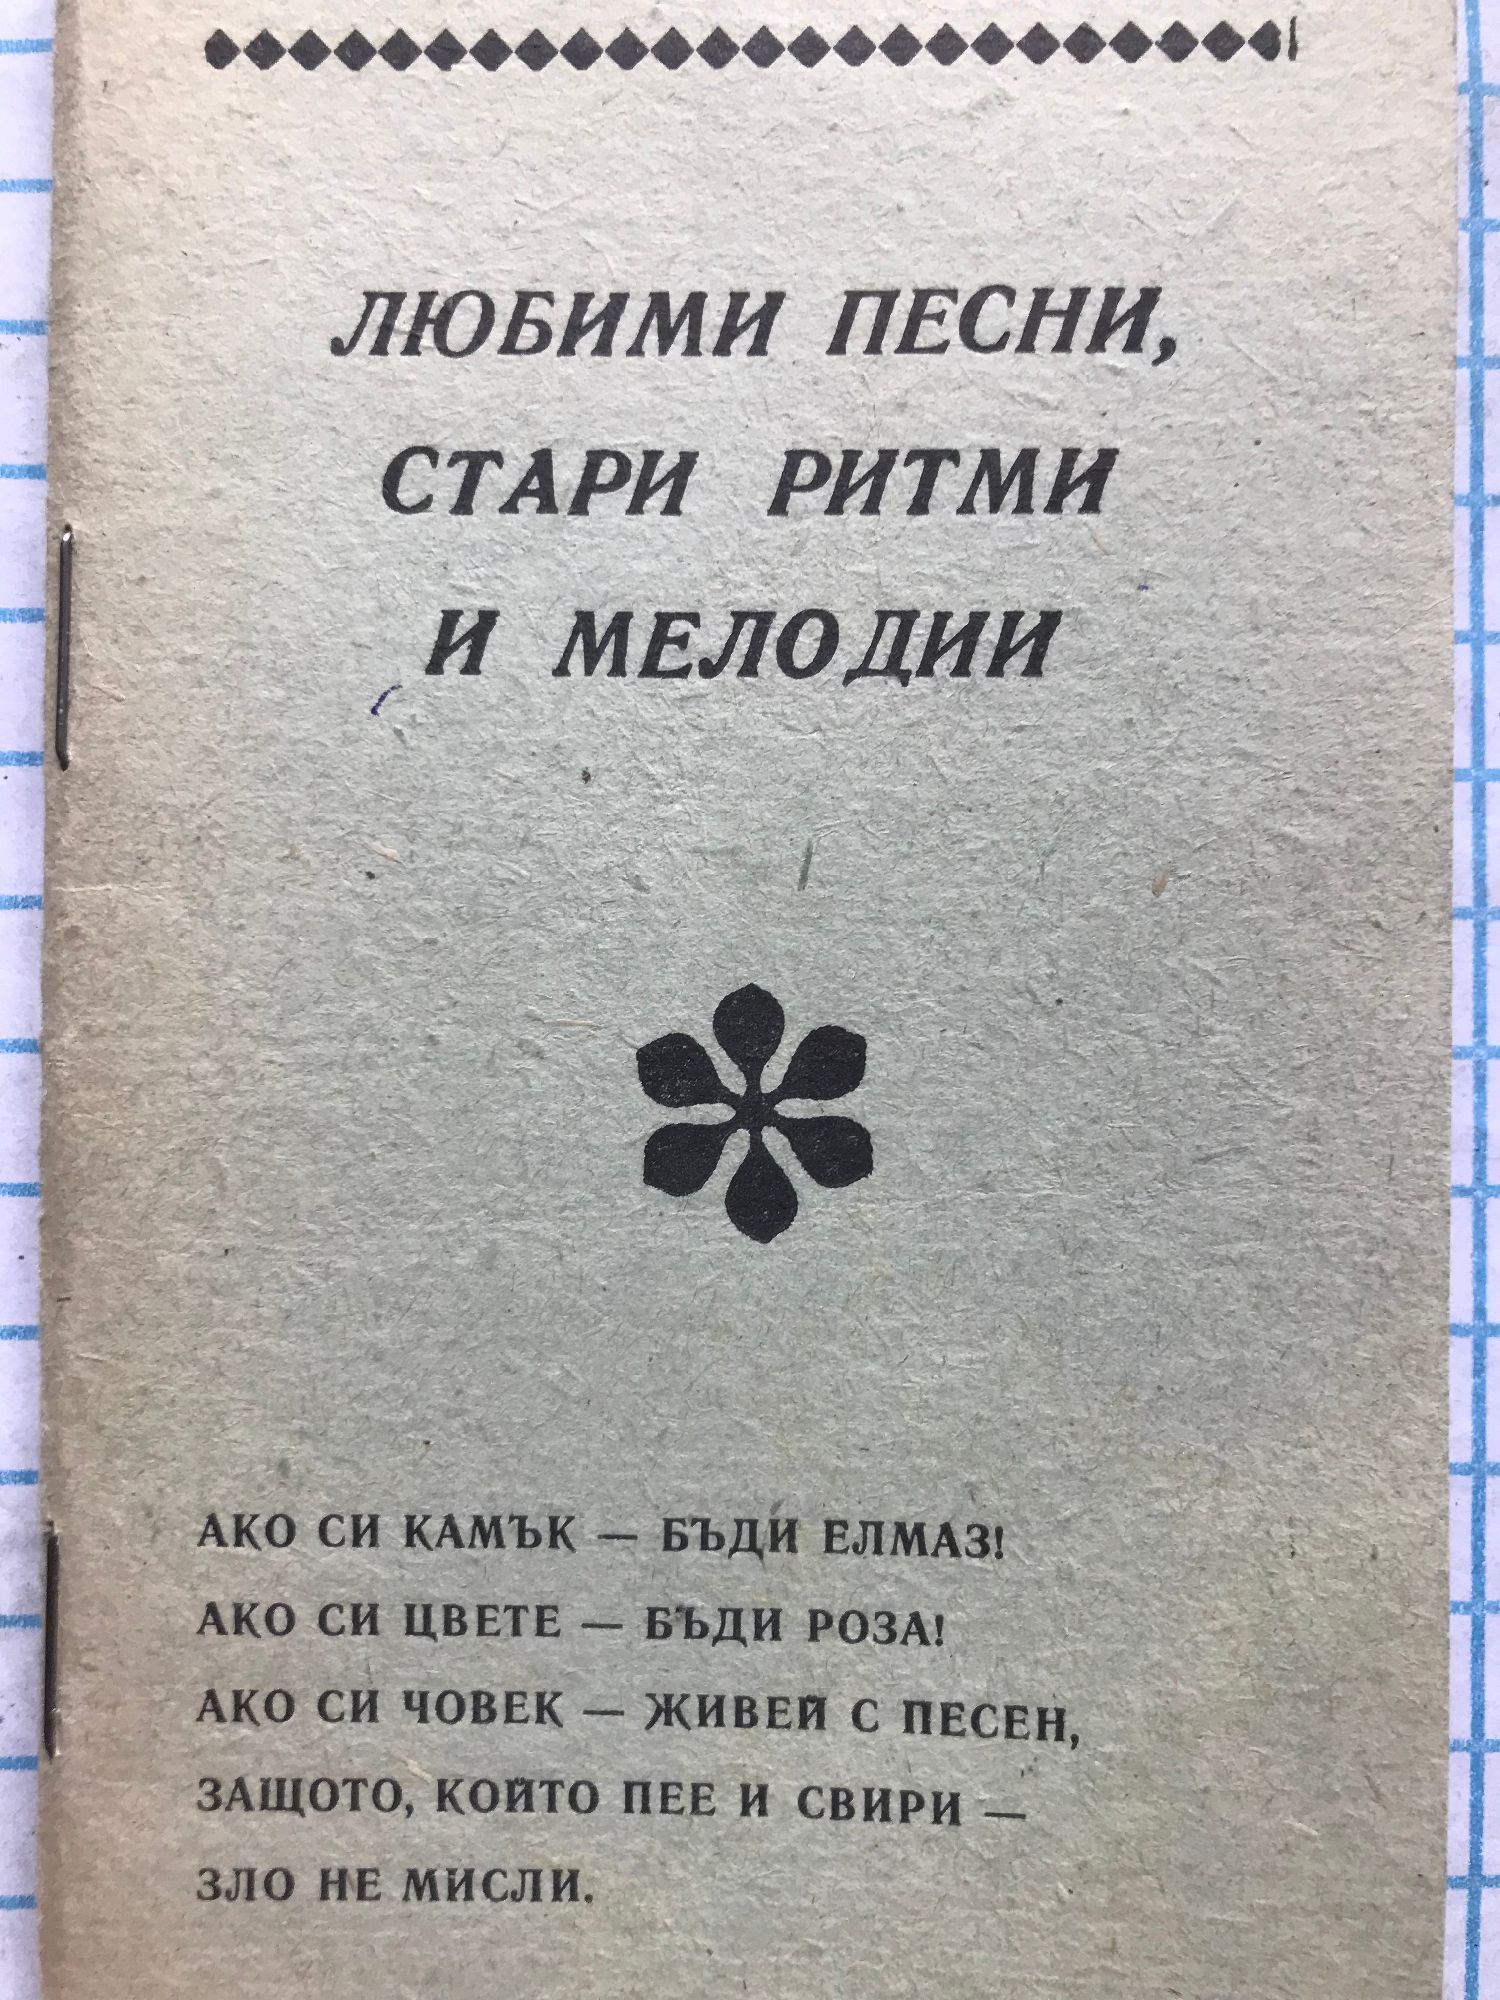 ЛЮБИМИ ПЕСНИ,
СТАРИ РИТМИ
И МЕЛОДИИ
АКО СИ КАМЪК — БЪДИ ЕЛМАЗ!
АКО СИ ЦВЕТЕ — БЪДИ РОЗА!
АКО СИ ЧОВЕК — ЖИВЕЙ С ПЕСЕН,
ЗАЩОТО, КОЙТО ПЕЕ И СВИРИ —
ЗЛО НЕ МИСЛИ.